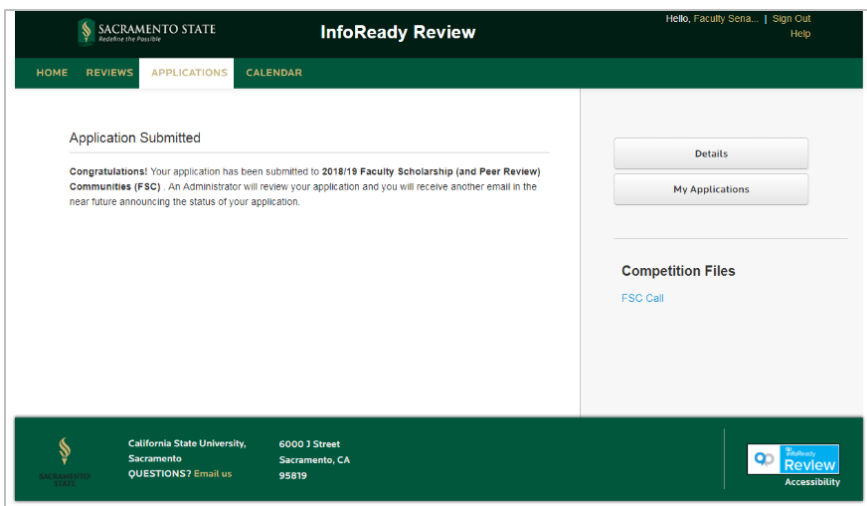 SACRAMENTO STATE
Redefine the Possible
InfoReady Review
Hello, Faculty Sena... | Sign Out
Help
HOME REVIEWS APPLICATIONS CALENDAR
Application Submitted
Congratulations! Your application has been submitted to 2018/19 Faculty Scholarship (and Peer Review)
Communities (FSC) . An Administrator will review your application and you will receive another email in the
near future announcing the status of your application.
Details
My Applications
Competition Files
FSC Call
SACRAMENTO
STATE
California State University,
Sacramento
QUESTIONS? Email us
6000 J Street
Sacramento, CA
95819
InfoReady
Review
Accessibility